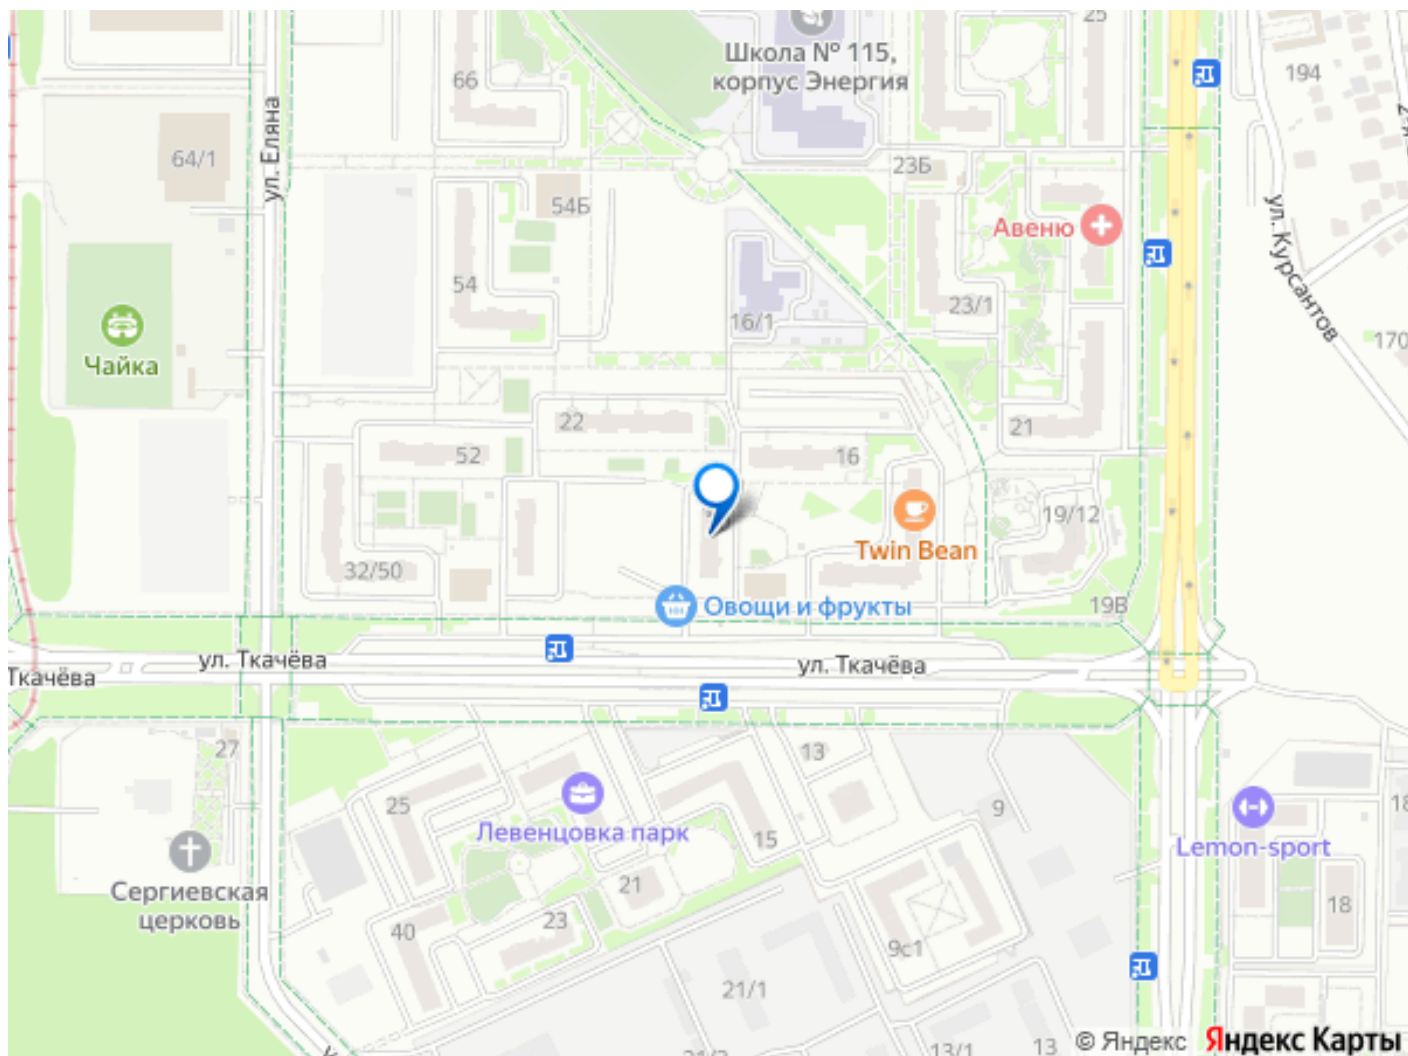 25
Школа № 115,
корпус Энергия
66
194
64/1
ул. Еляна
23Б
54Б
Авеню
ул. Курсантов
54
23/1
16/1
170
Чайка
22
21
52
16
19/12
Twin Bean
32/50
19В
Овощи и фрукты
ул. Ткачёва
ул. Ткачёва
Ткачёва
27
13
25
9
18
Левенцовка парк
15
Lemon-sport
Сергиевская
церковь
21
18
40
23
9с1
21/1
13/1
13
© Яндекс
Яндекс Карты